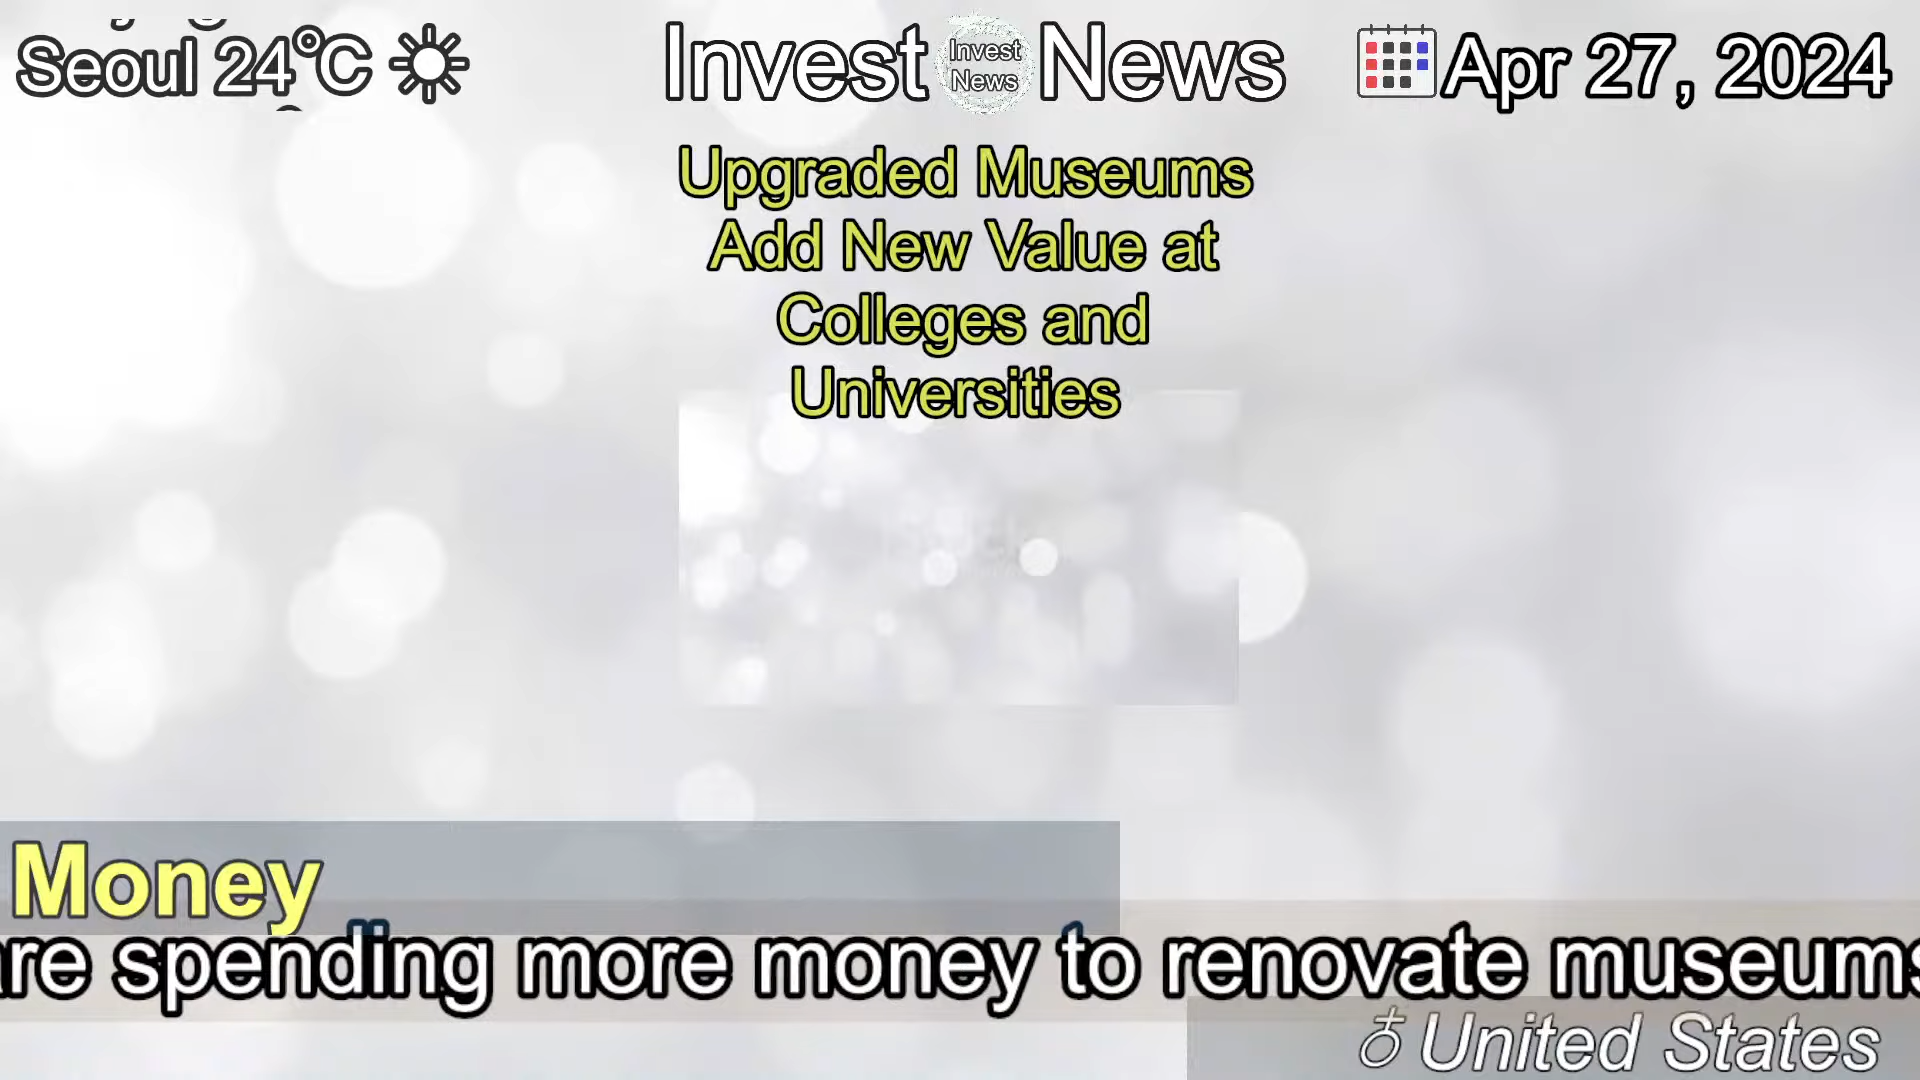 Seoul 24°C
Invest News
Invest
News
Apr 27, 2024
Upgraded Museums
Add New Value at
Colleges and
Universities
Money
are spending more money to renovate museums
♁ United States